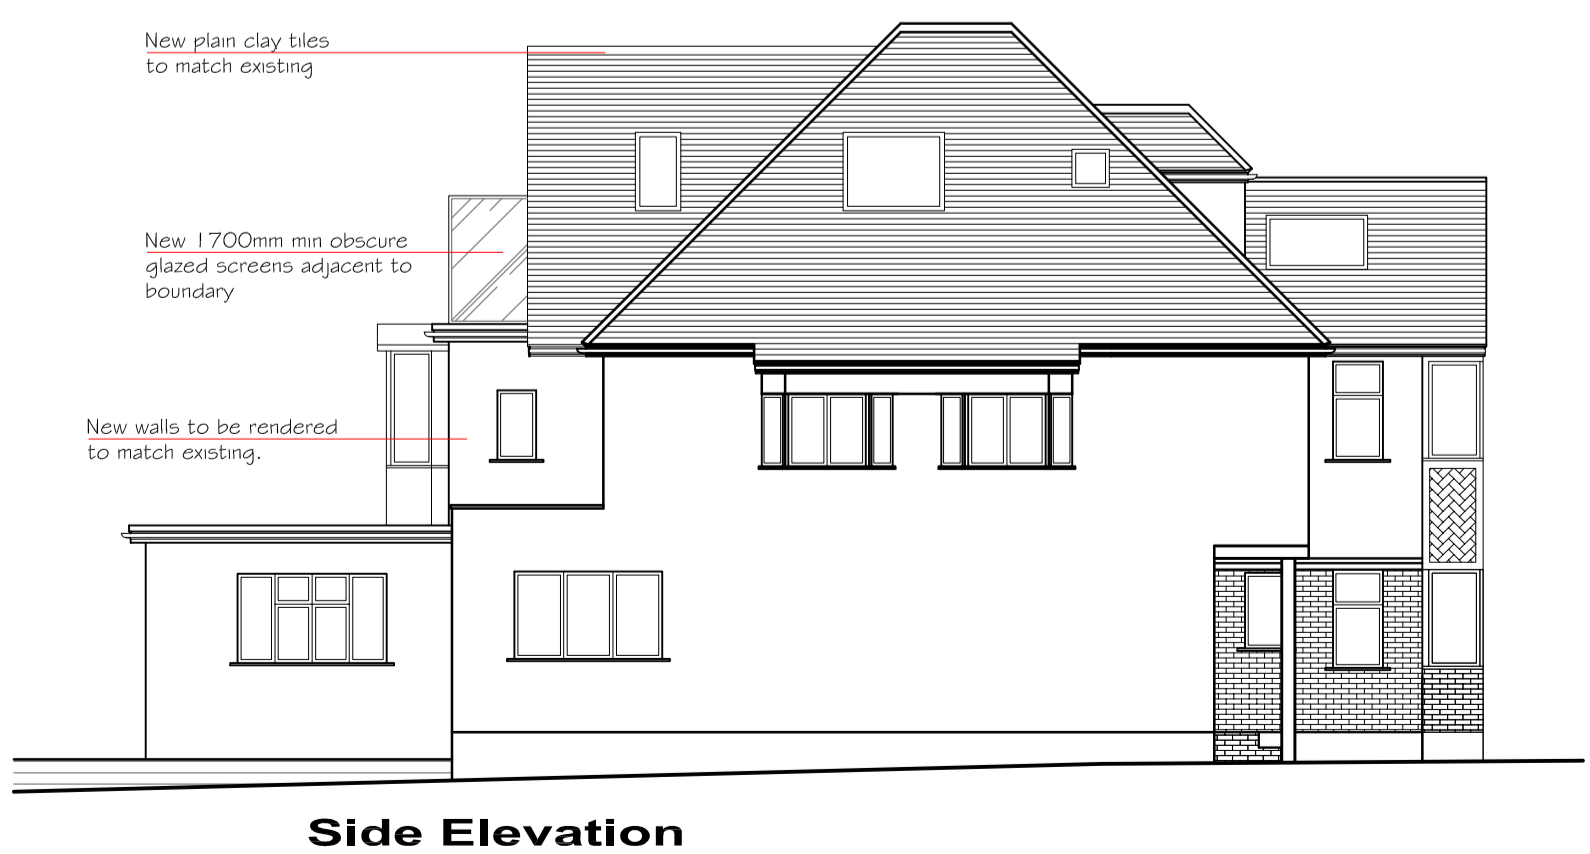 New plain clay tiles
to match existing
New 1700mm min obscure
glazed screens adjacent to
boundary
New walls to be rendered
to match existing.
Side Elevation